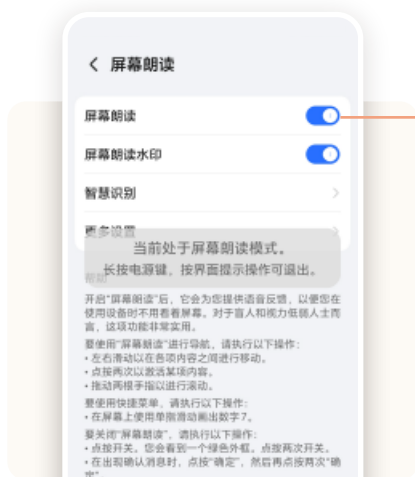 屏幕朗读
屏幕朗读
屏幕朗读水印
智慧识别
更多设置
当前处于屏幕朗读模式。
长按电源键，按界面提示操作可退出。
帮助
开启“屏幕朗读”后，它会为您提供语音反馈，以便您在
使用设备时不用看着屏幕。对于盲人和视力低弱人士而
言，这项功能非常实用。
要使用“屏幕朗读”进行导航，请执行以下操作：
• 左右滑动以在各项内容之间进行移动。
• 点按两次以激活某项内容。
• 拖动两根手指以进行滚动。
要使用快捷菜单，请执行以下操作：
• 在屏幕上使用单指滑动画出数字7。
要关闭“屏幕朗读”，请执行以下操作：
• 点按开关。您会看到一个绿色外框。点按两次开关。
• 在出现确认消息时，点按“确定”，然后再点按两次“确
定”